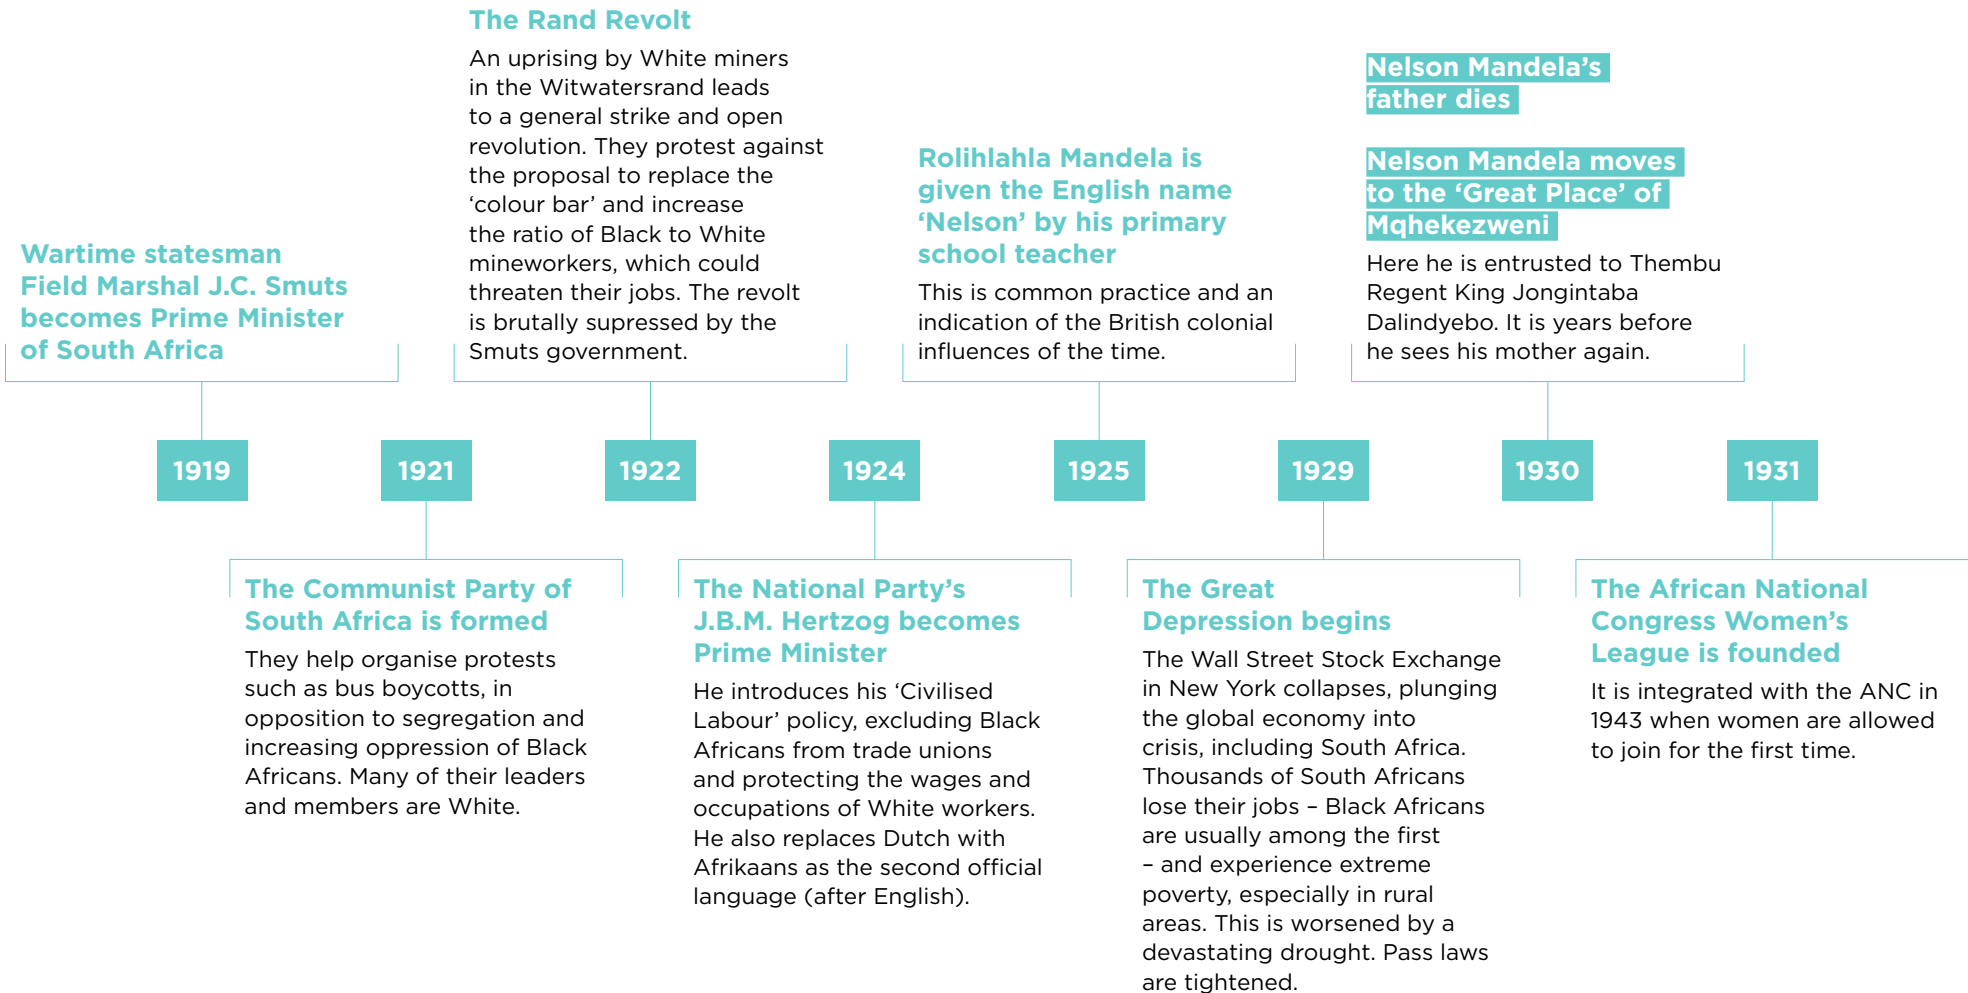 Wartime statesman
Field Marshal J.C. Smuts
becomes Prime Minister
of South Africa
1919
1921
The Communist Party of
South Africa is formed
They help organise protests
such as bus boycotts, in
opposition to segregation and
increasing oppression of Black
Africans. Many of their leaders
and members are White.
The Rand Revolt
An uprising by White miners
in the Witwatersrand leads
to a general strike and open
revolution. They protest against
the proposal to replace the
‘colour bar’ and increase
the ratio of Black to White
mineworkers, which could
threaten their jobs. The revolt
is brutally supressed by the
Smuts government.
1922
1924
The National Party’s
J.B.M. Hertzog becomes
Prime Minister
He introduces his ‘Civilised
Labour’ policy, excluding Black
Africans from trade unions
and protecting the wages and
occupations of White workers.
He also replaces Dutch with
Afrikaans as the second official
language (after English).
Rolihlahla Mandela is
given the English name
‘Nelson’ by his primary
school teacher
This is common practice and an
indication of the British colonial
influences of the time.
1925
1929
The Great
Depression begins
The Wall Street Stock Exchange
in New York collapses, plunging
the global economy into
crisis, including South Africa.
Thousands of South Africans
lose their jobs – Black Africans
are usually among the first
– and experience extreme
poverty, especially in rural
areas. This is worsened by a
devastating drought. Pass laws
are tightened.
Nelson Mandela’s
father dies
Nelson Mandela moves
to the ‘Great Place’ of
Mqhekezweni
Here he is entrusted to Thembu
Regent King Jongintaba
Dalindyebo. It is years before
he sees his mother again.
1930
1931
The African National
Congress Women’s
League is founded
It is integrated with the ANC in
1943 when women are allowed
to join for the first time.